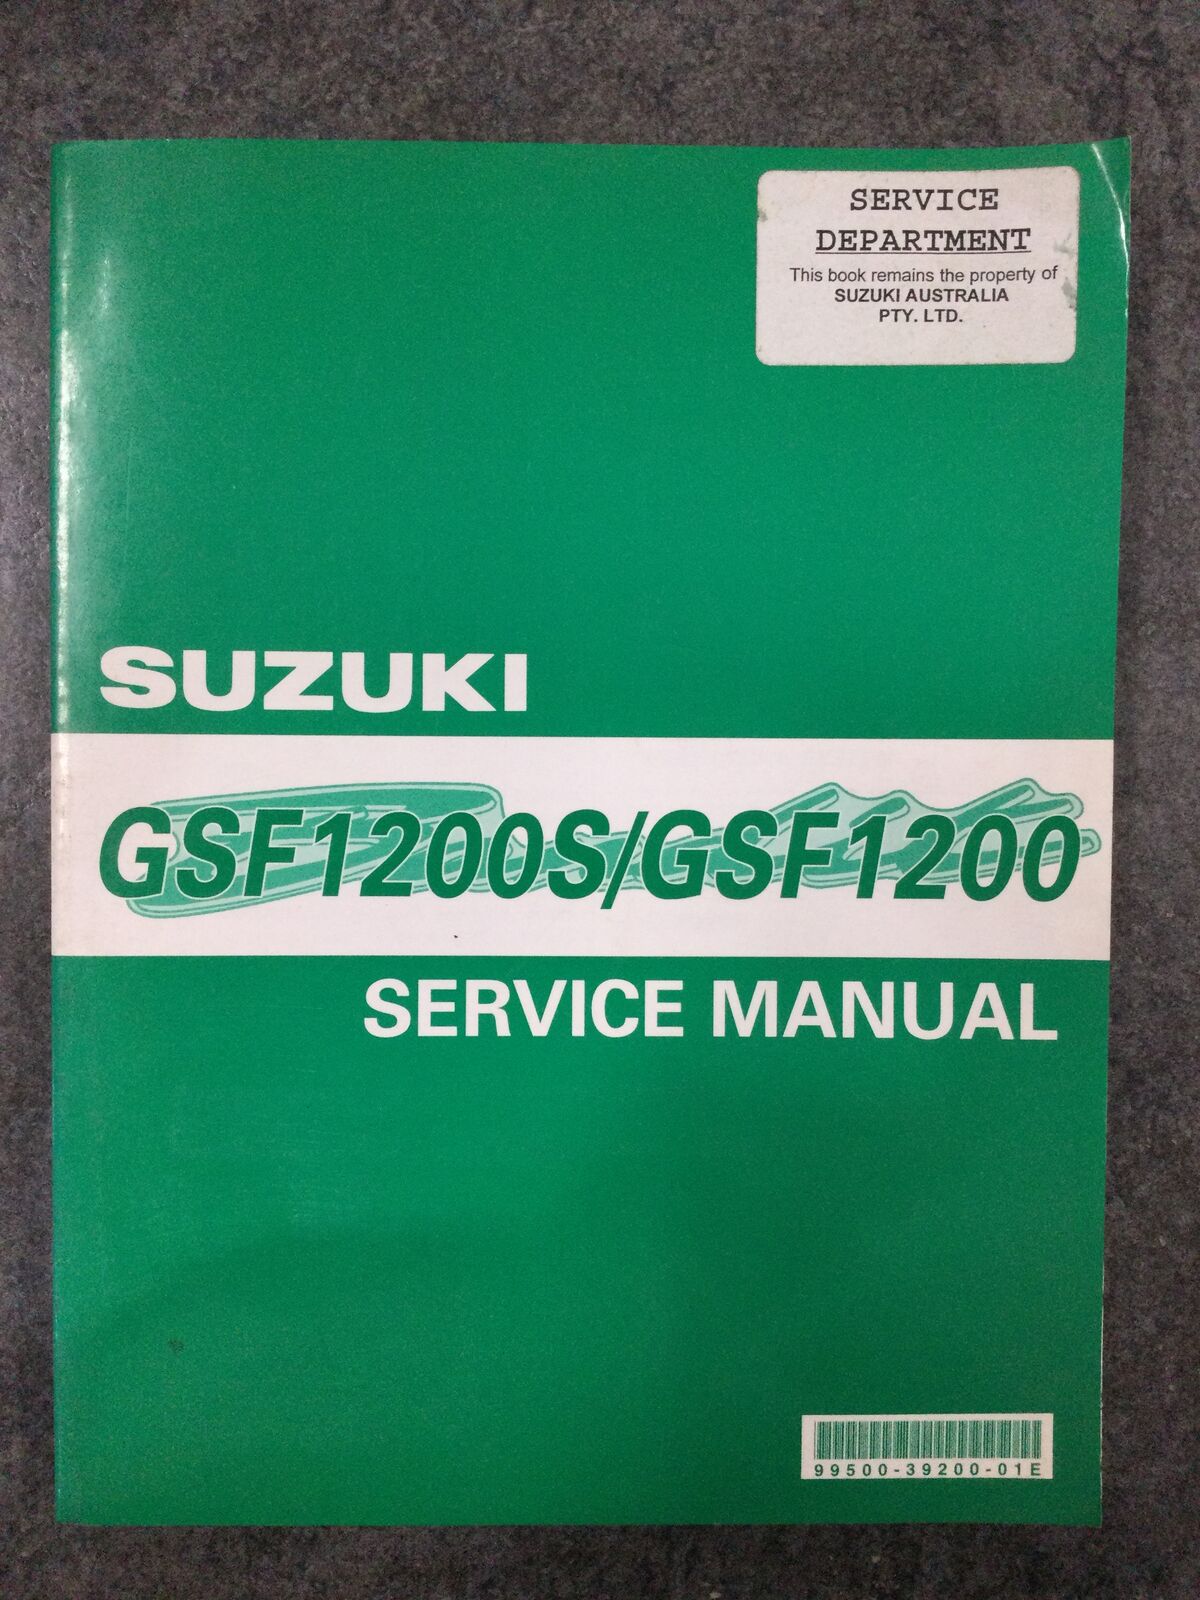 SERVICE
DEPARTMENT
This book remains the property of
SUZUKI AUSTRALIA
PTY. LTD.
SUZUKI
GSF1200S/GSF1200
SERVICE MANUAL
99500-39200-01E